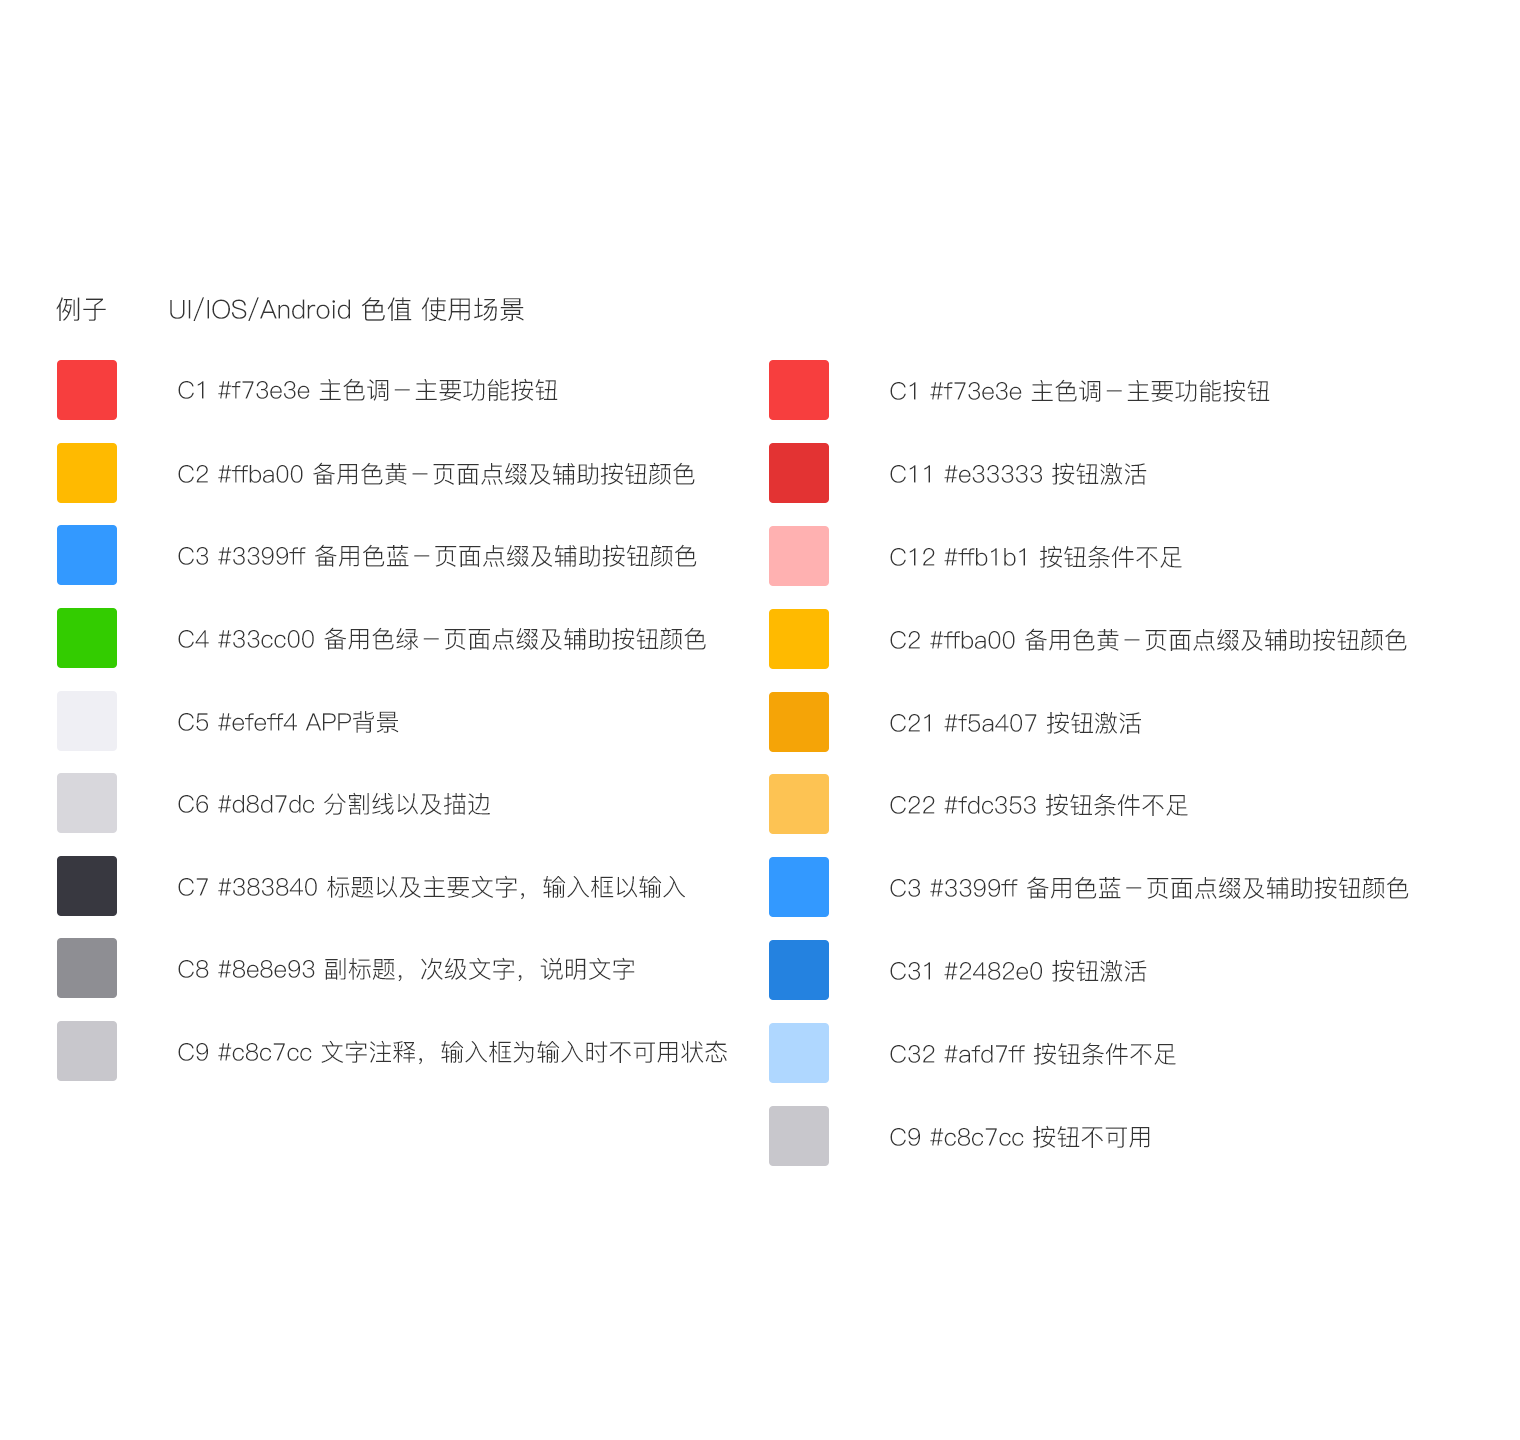 例子 UI/IOS/Android 色值 使用场景
C1 #f73e3e 主色调－主要功能按钮
C2 #ffba00 备用色黄－页面点缀及辅助按钮颜色
C3 #3399ff 备用色蓝－页面点缀及辅助按钮颜色
C4 #33cc00 备用色绿－页面点缀及辅助按钮颜色
C5 #efeff4 APP背景
C6 #d8d7dc 分割线以及描边
C7 #383840 标题以及主要文字，输入框以输入
C8 #8e8e93 副标题，次级文字，说明文字
C9 #c8c7cc 文字注释，输入框为输入时不可用状态
C1 #f73e3e 主色调－主要功能按钮
C11 #e33333 按钮激活
C12 #ffb1b1 按钮条件不足
C2 #ffba00 备用色黄－页面点缀及辅助按钮颜色
C21 #f5a407 按钮激活
C22 #fdc353 按钮条件不足
C3 #3399ff 备用色蓝－页面点缀及辅助按钮颜色
C31 #2482e0 按钮激活
C32 #afd7ff 按钮条件不足
C9 #c8c7cc 按钮不可用